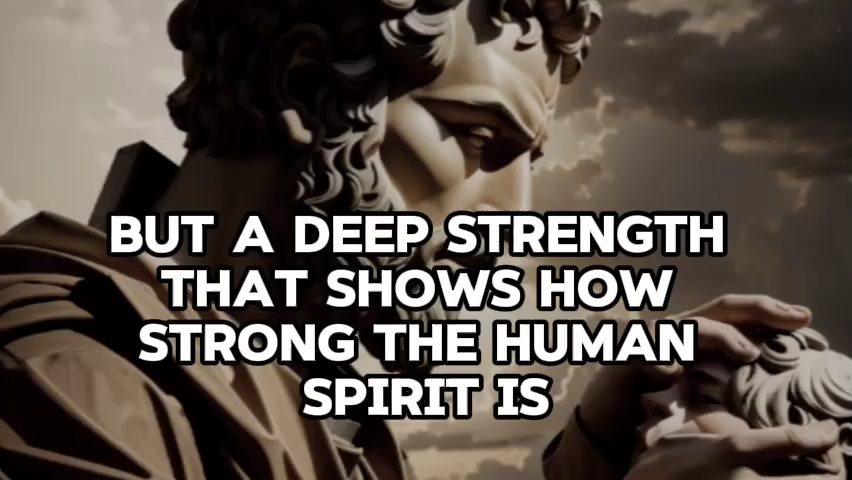 BUT A DEEP STRENGTH
THAT SHOWS HOW
STRONG THE HUMAN
SPIRIT IS